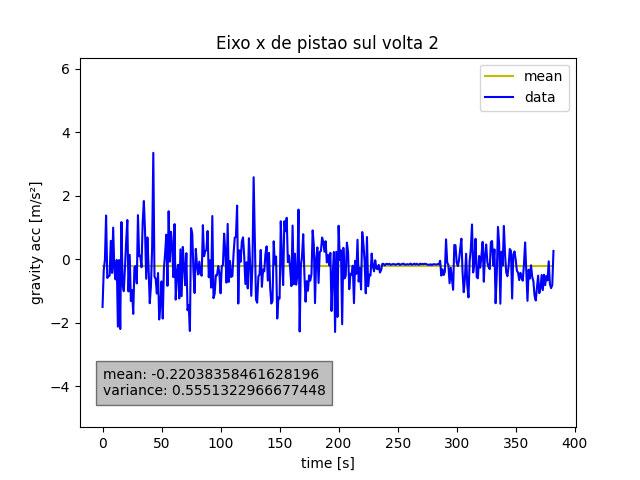 Eixo x de pistao sul volta 2
mean
data
gravity acc [m/s²]
6
4
2
0
−2
−4
mean: -0.22038358461628196
variance: 0.5551322966677448
0 50 100 150 200 250 300 350 400
time [s]